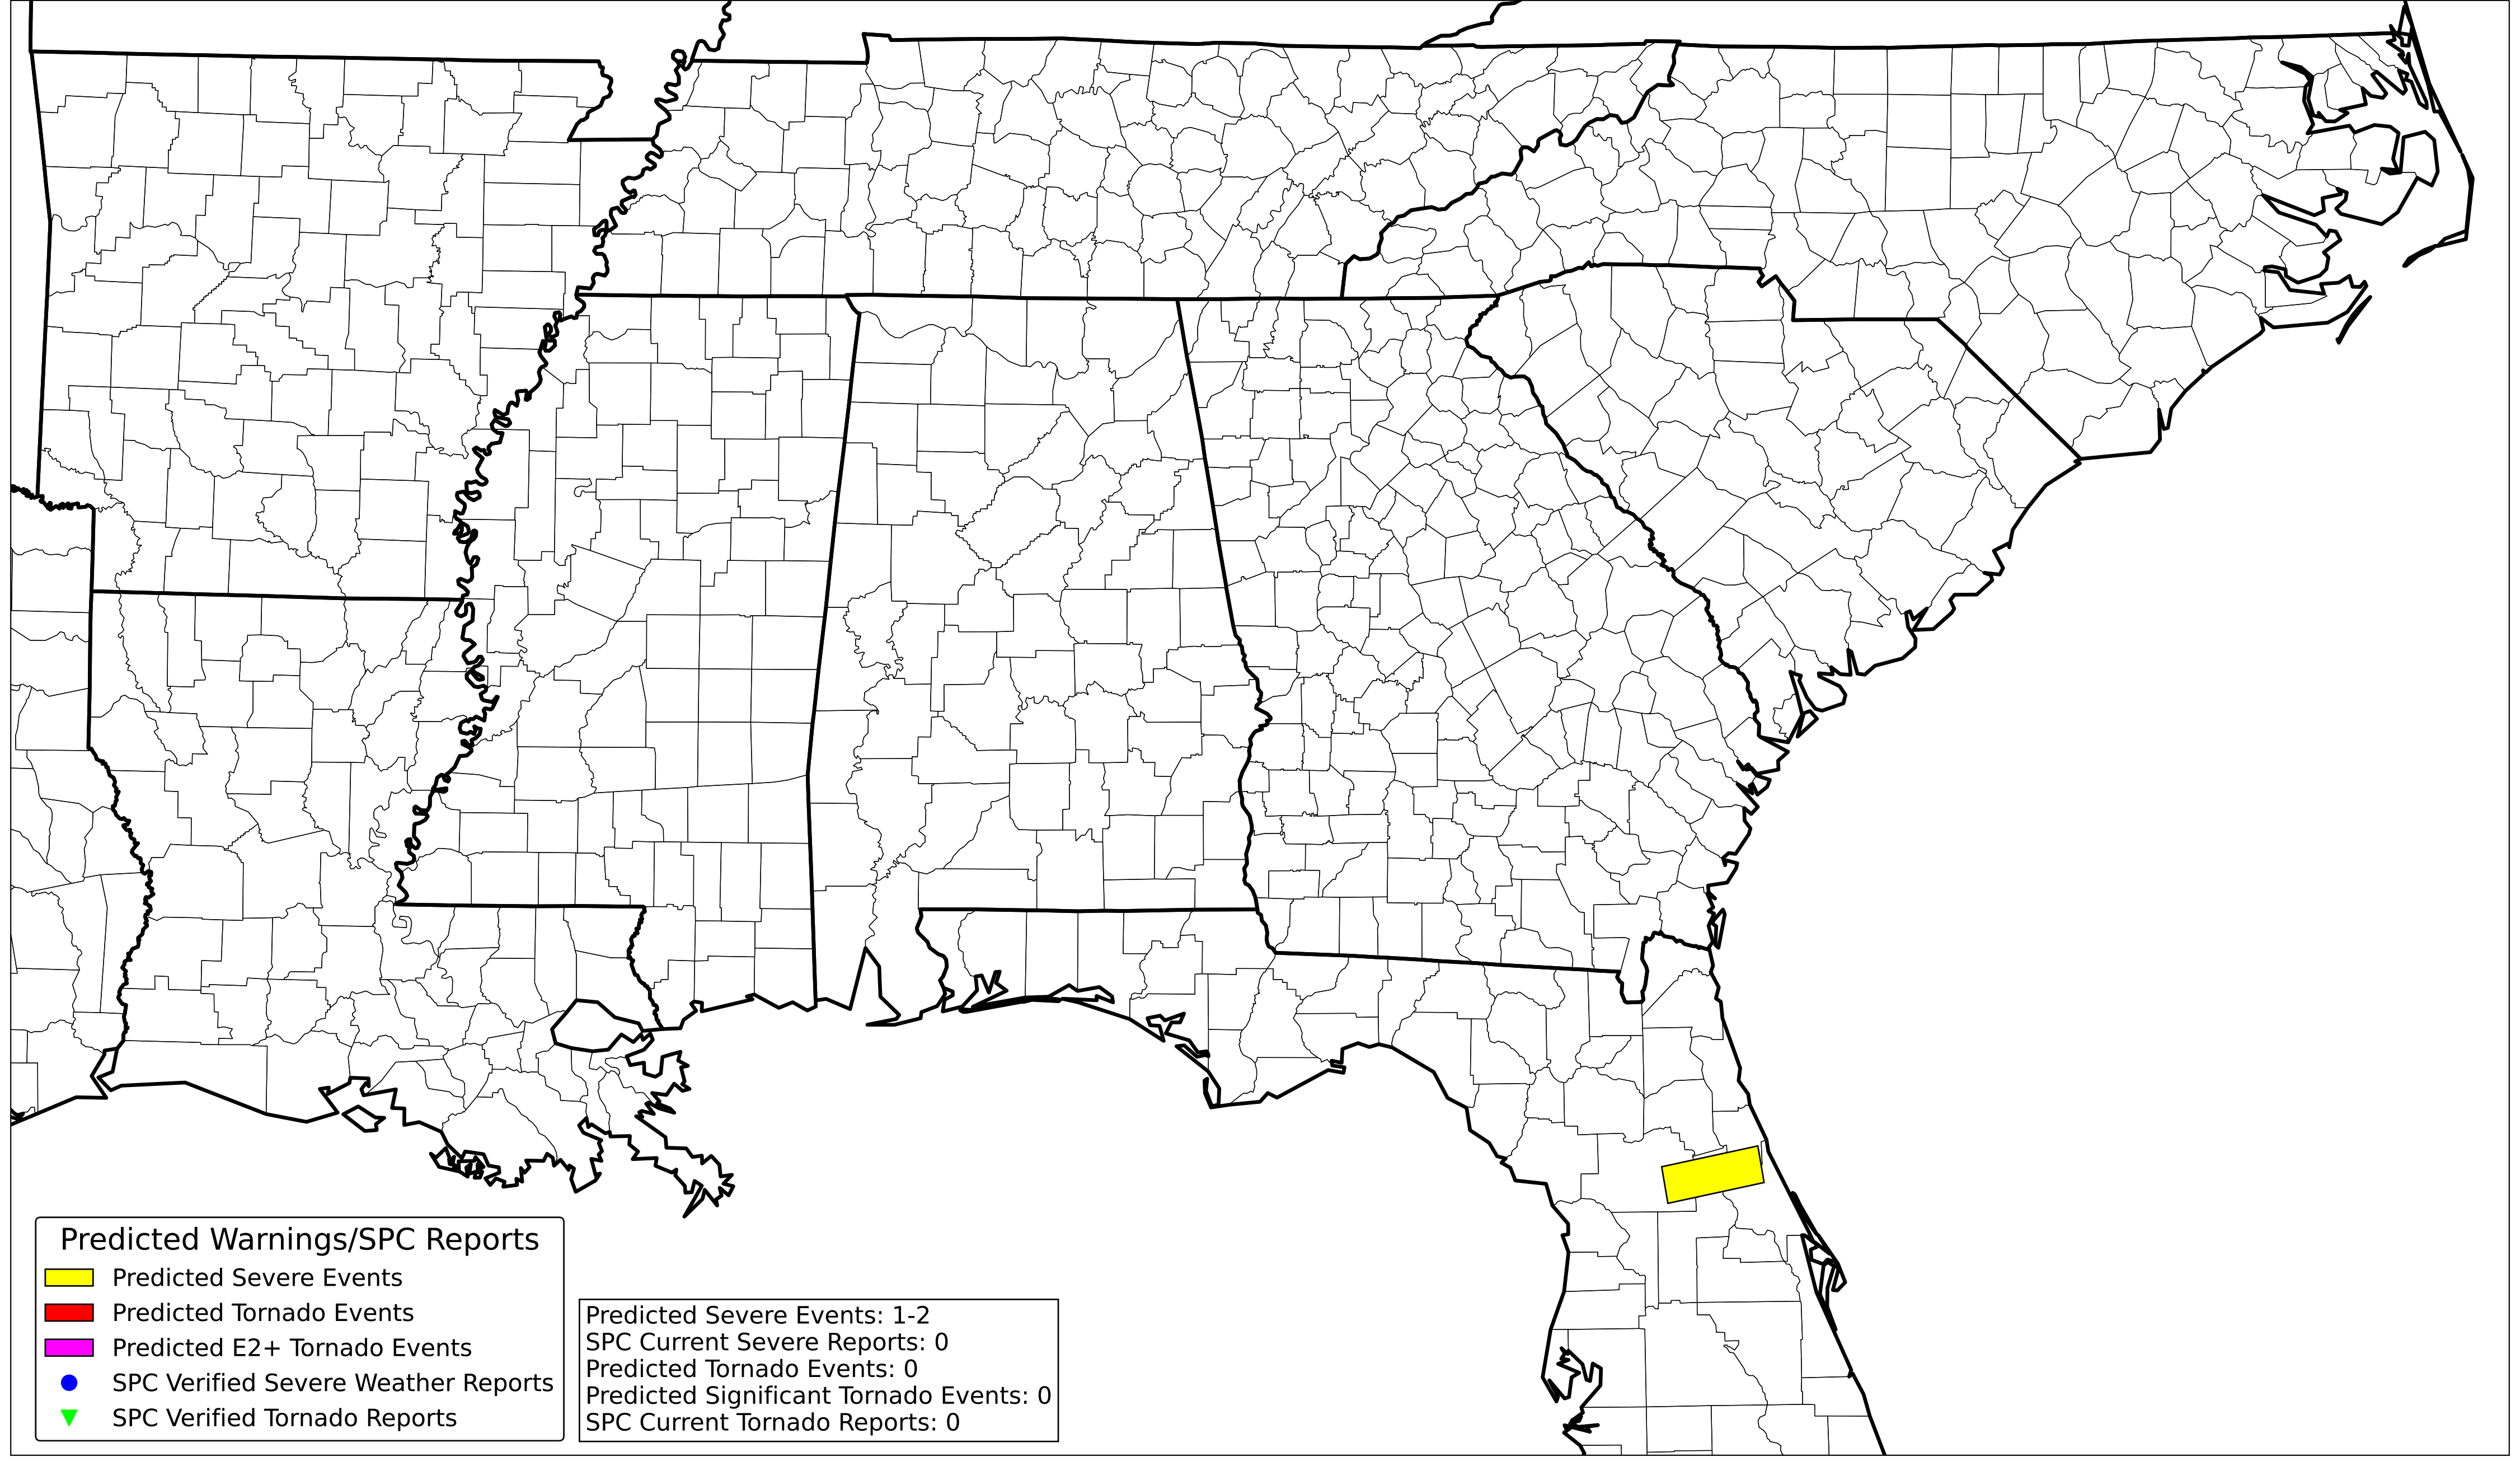 Predicted Warnings/SPC Reports
Predicted Severe Events
Predicted Tornado Events
Predicted E2+ Tornado Events
SPC Verified Severe Weather Reports
SPC Verified Tornado Reports
Predicted Severe Events: 1-2
SPC Current Severe Reports: 0
Predicted Tornado Events: 0
Predicted Significant Tornado Events: 0
SPC Current Tornado Reports: 0